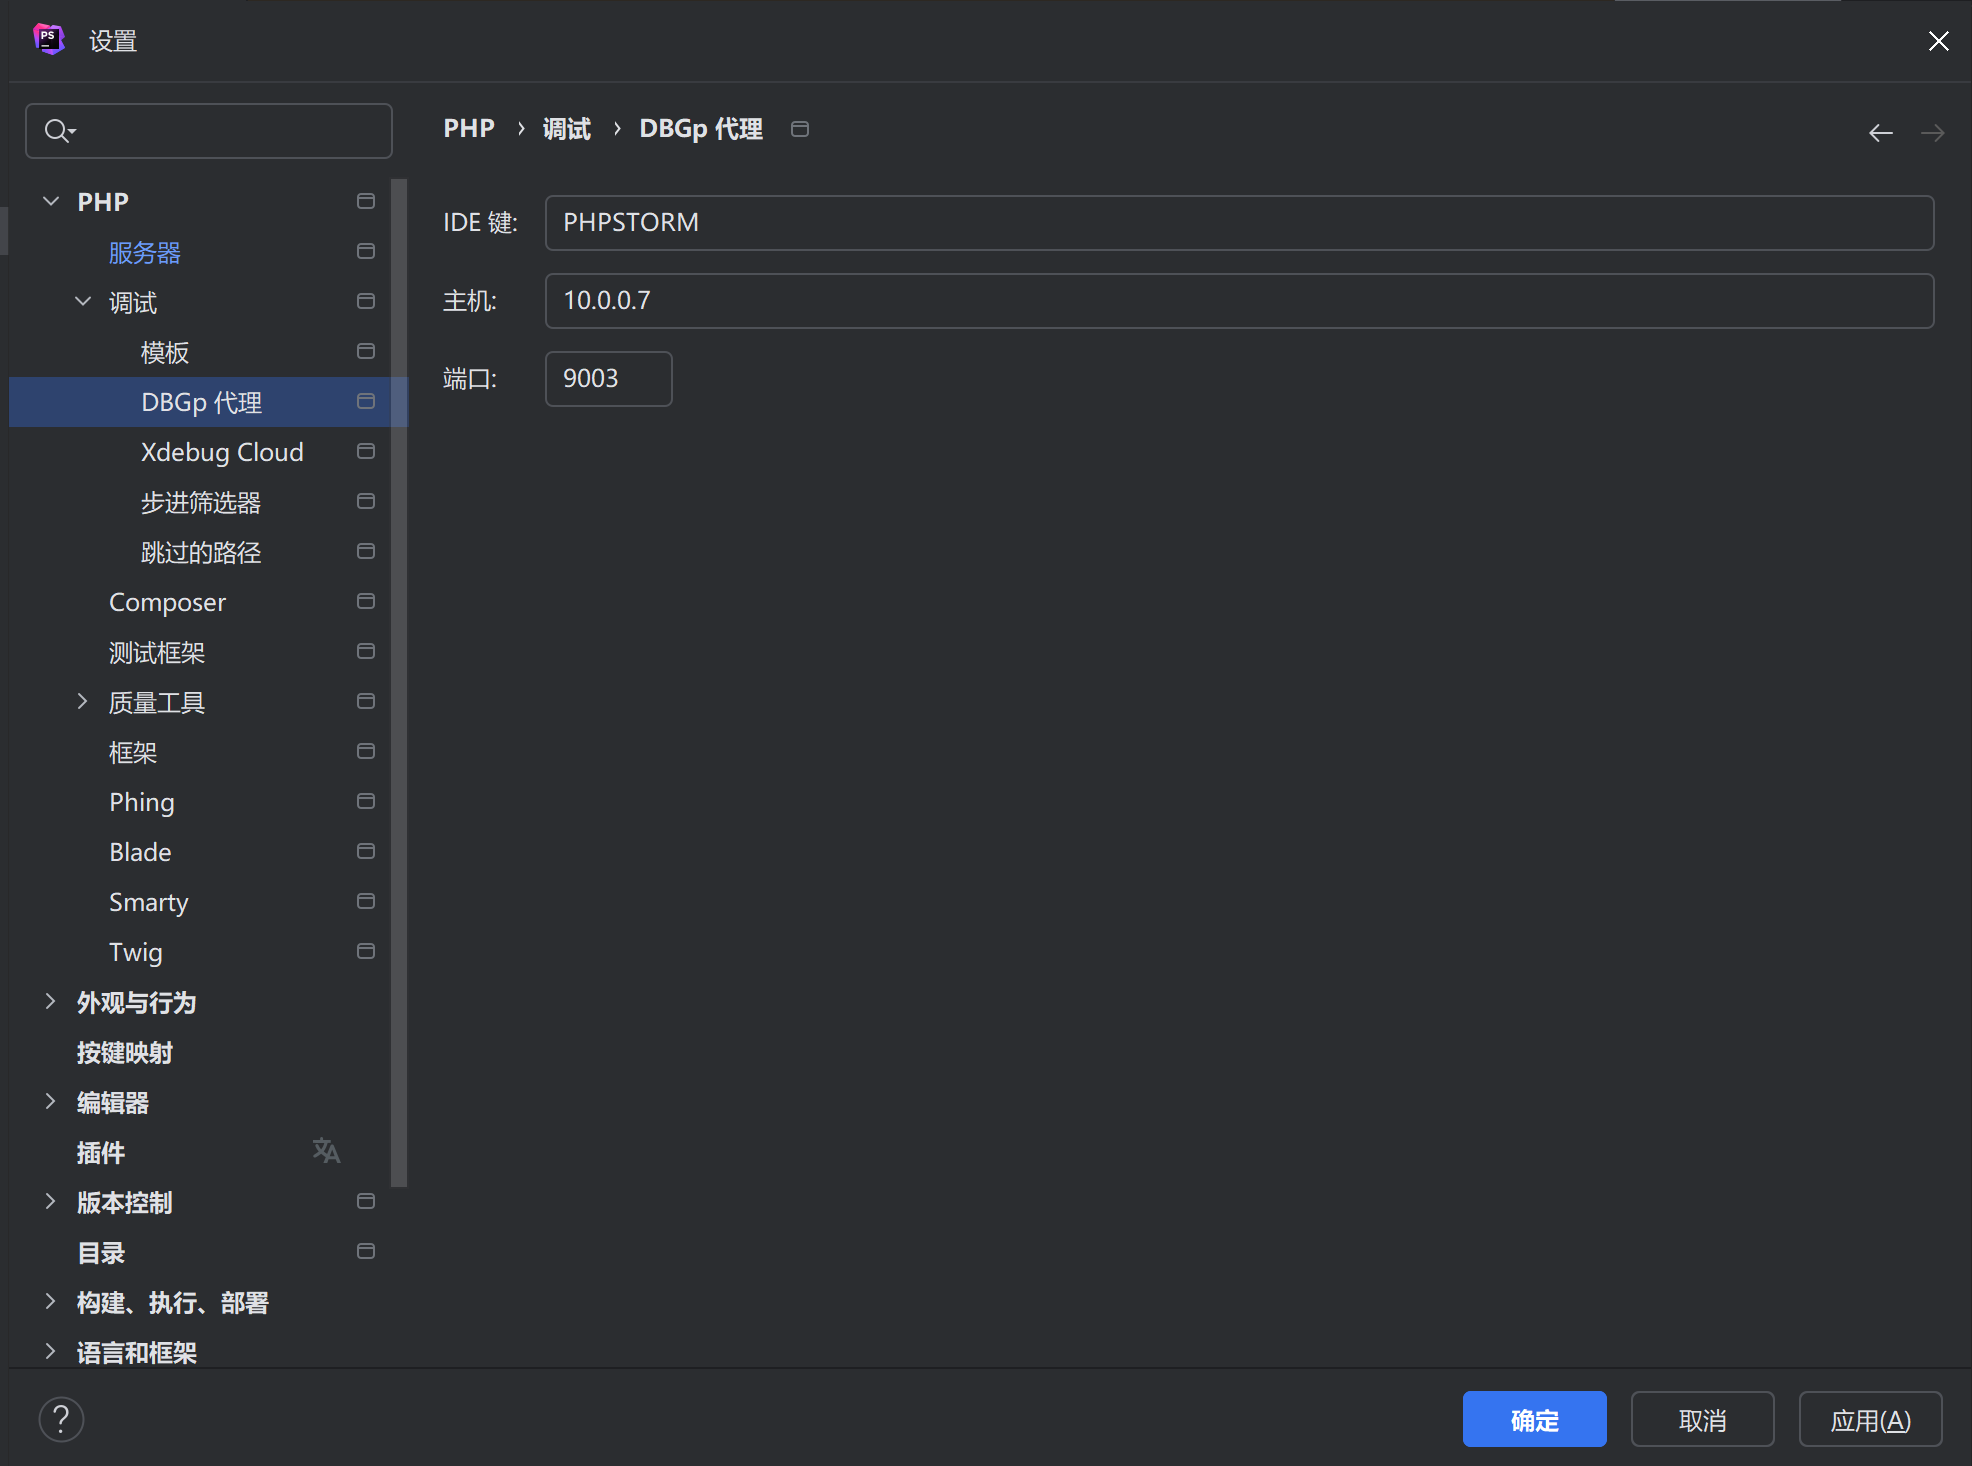 PS
设置
PHP › 调试 › DBGp 代理
PHP
服务器
调试
模板
DBGp 代理
Xdebug Cloud
步进筛选器
跳过的路径
Composer
测试框架
质量工具
框架
Phing
Blade
Smarty
Twig
外观与行为
按键映射
编辑器
插件 文A
版本控制
目录
构建、执行、部署
语言和框架
IDE 键: PHPSTORM
主机: 10.0.0.7
端口: 9003
?
确定
取消
应用(A)